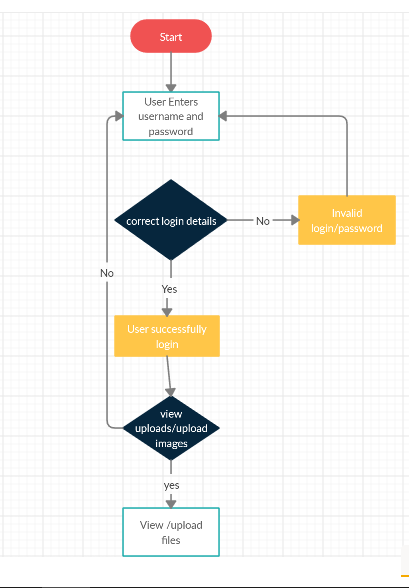 Start
User Enters
username and
password
correct login details
No
Invalid
login/password
No
Yes
User successfully
login
view
uploads/upload
images
yes
View /upload
files